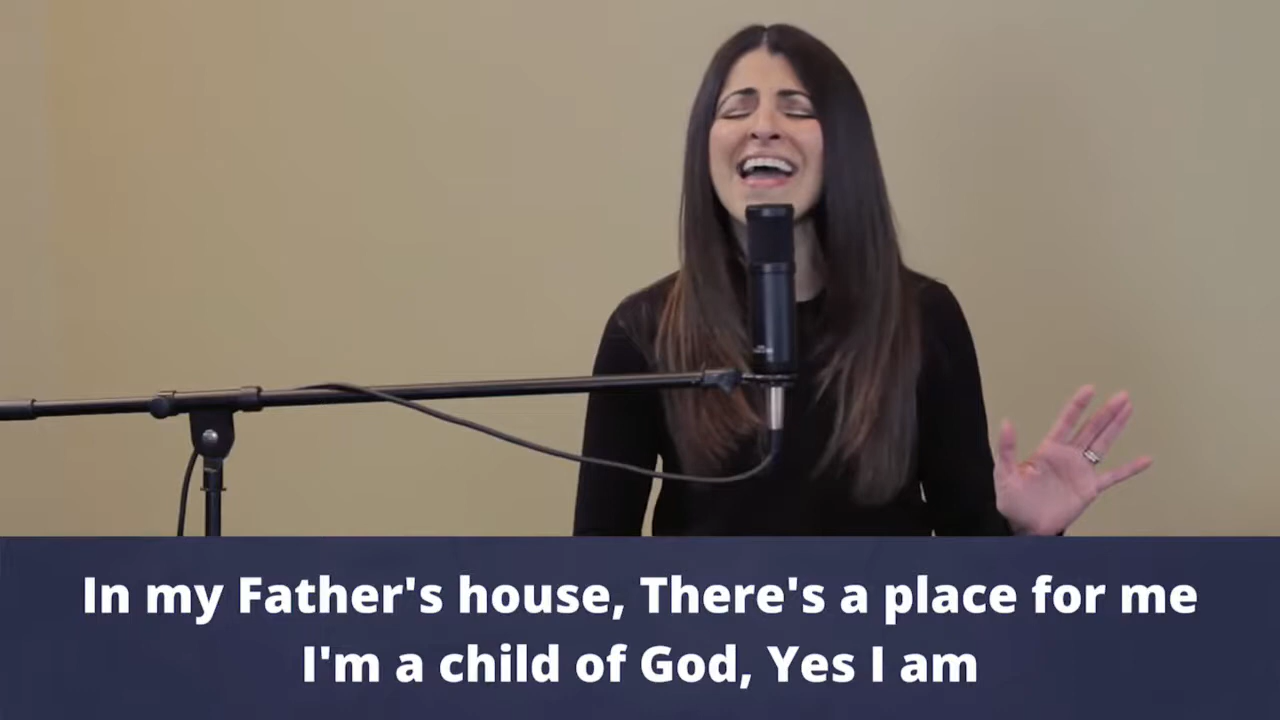 In my Father's house, There's a place for me
I'm a child of God, Yes I am